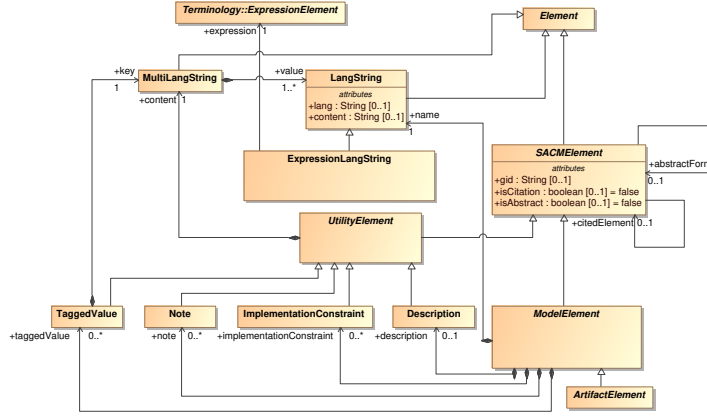 Terminology::ExpressionElement
Element
+expression 1
+key
+value
MultiLangString
LangString
1
1..*
attributes
+content 1
+lang : String [0..1]
+content : String [0..1]
+name
1
ExpressionLangString
SACMElement
attributes
+abstractForm
+gid : String [0..1]
0..1
+isCitation : boolean [0..1] = false
+isAbstract : boolean [0..1] = false
UtilityElement
+citedElement 0..1
TaggedValue
Note
ImplementationConstraint
Description
ModelElement
+taggedValue 0..*
+note 0..*
+implementationConstraint 0..*
+description 0..1
ArtifactElement